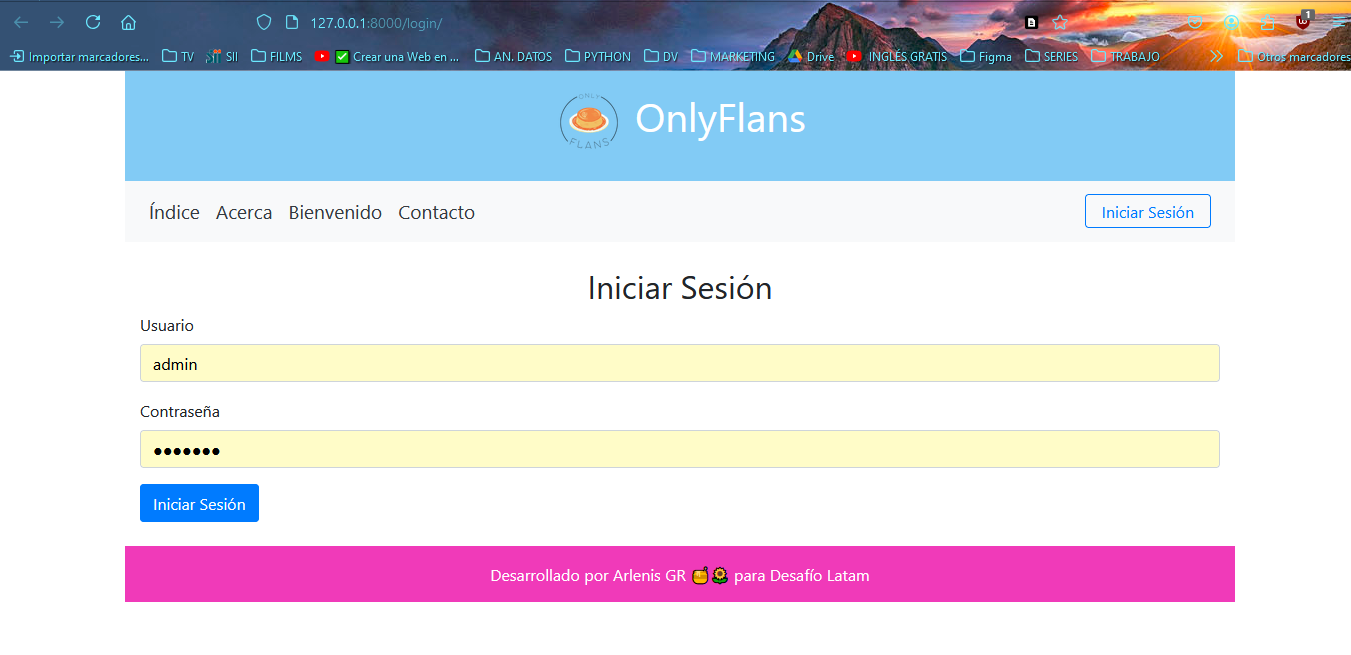 127.0.0.1:8000/login/
1
Importar marcadores... TV SII FILMS Crear una Web en ... AN. DATOS PYTHON DV MARKETING Drive INGLÉS GRATIS Figma SERIES TRABAJO Otros marcadores
ONLY
FLANS
OnlyFlans
Índice Acerca Bienvenido Contacto Iniciar Sesión
Iniciar Sesión
Usuario
admin
Contraseña
•••••••
Iniciar Sesión
Desarrollado por Arlenis GR 🍯🌻 para Desafío Latam